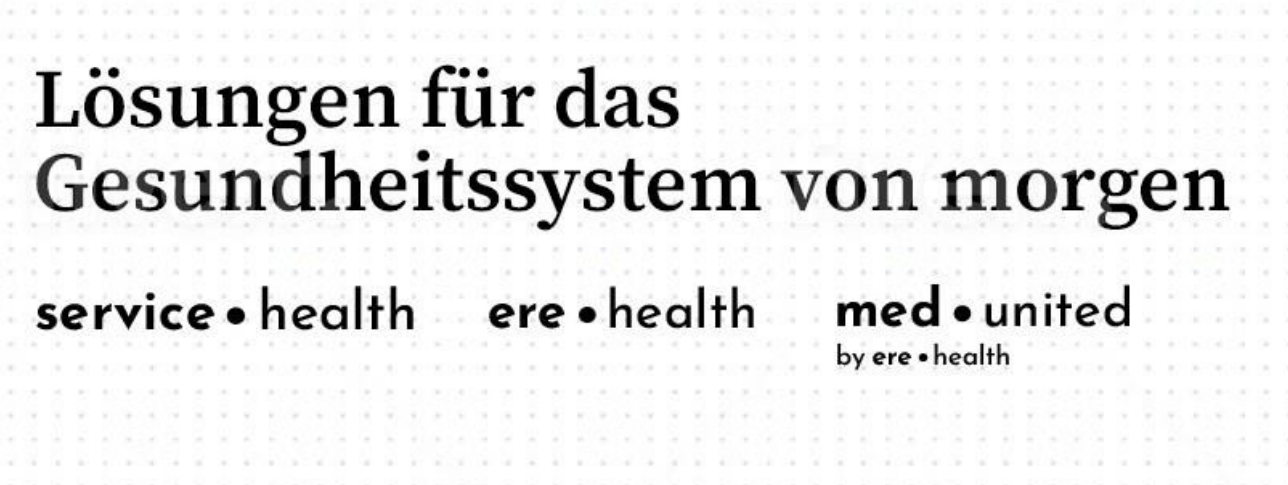 Lösungen für das
Gesundheitssystem von morgen
service • health ere • health med • united
by ere • health